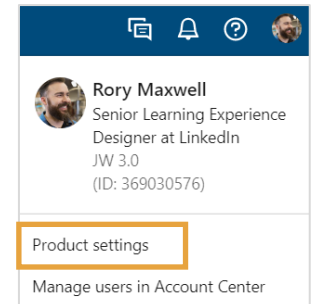 Rory Maxwell
Senior Learning Experience
Designer at LinkedIn
JW 3.0
(ID: 369030576)
Product settings
Manage users in Account Center